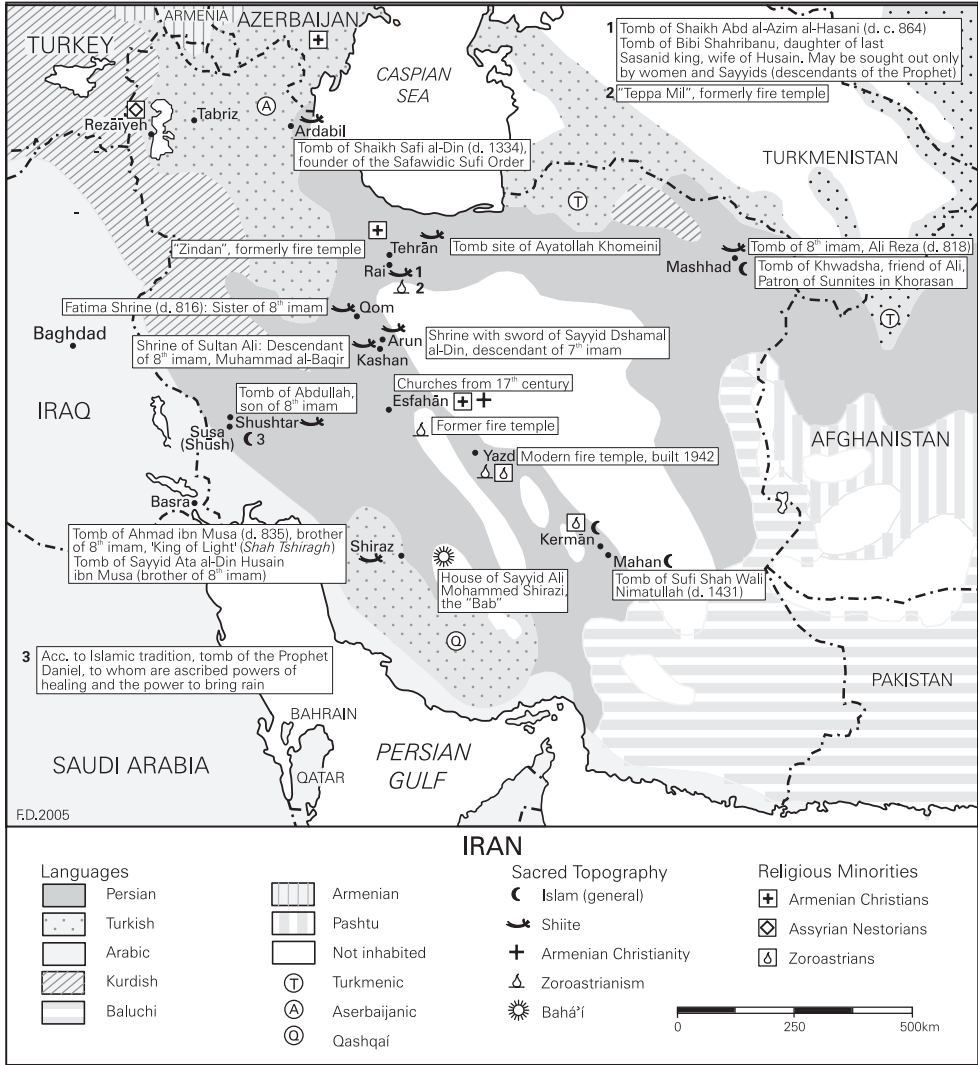 ARMENIA
AZERBAIJAN
TURKEY
CASPIAN
SEA
1 Tomb of Shaikh Abd al-Azim al-Hasani (d. c. 864)
Tomb of Bibi Shahribanu, daughter of last
Sasanid king, wife of Husain. May be sought out only
by women and Sayyids (descendants of the Prophet)
2 "Teppa Mil", formerly fire temple
Rezāïyeh
Tabriz
A
Ardabil
Tomb of Shaikh Safi al-Din (d. 1334),
founder of the Safawidic Sufi Order
TURKMENISTAN
T
"Zindan", formerly fire temple
Tehrān
Tomb site of Ayatollah Khomeini
Rai
1
2
Mashhad
Tomb of 8th imam, Ali Reza (d. 818)
Tomb of Khwadsha, friend of Ali,
Patron of Sunnites in Khorasan
Fatima Shrine (d. 816): Sister of 8th imam
Qom
T
Baghdad
Shrine of Sultan Ali: Descendant
of 8th imam, Muhammad al-Baqir
Arun
Kashan
Shrine with sword of Sayyid Dshamal
al-Din, descendant of 7th imam
IRAQ
Tomb of Abdullah,
son of 8th imam
Shushtar
Susa
(Shūsh)
3
Churches from 17th century
Esfahān
Former fire temple
AFGHANISTAN
Yazd
Modern fire temple, built 1942
Basra
Tomb of Ahmad ibn Musa (d. 835), brother
of 8th imam, 'King of Light' (Shah Tshiragh)
Tomb of Sayyid Ata al-Din Husain
ibn Musa (brother of 8th imam)
Shiraz
House of Sayyid Ali
Mohammed Shirazi,
the "Bab"
Kermān
Mahan
Tomb of Sufi Shah Wali
Nimatullah (d. 1431)
Q
3 Acc. to Islamic tradition, tomb of the Prophet
Daniel, to whom are ascribed powers of
healing and the power to bring rain
PAKISTAN
BAHRAIN
SAUDI ARABIA
QATAR
PERSIAN
GULF
F.D.2005
IRAN
Languages
Persian
Turkish
Arabic
Kurdish
Baluchi
Armenian
Pashtu
Not inhabited
T Turkmenic
A Aserbaijanic
Q Qashqaí
Sacred Topography
Islam (general)
Shiite
Armenian Christianity
Zoroastrianism
Bahá'í
Religious Minorities
Armenian Christians
Assyrian Nestorians
Zoroastrians
0 250 500km